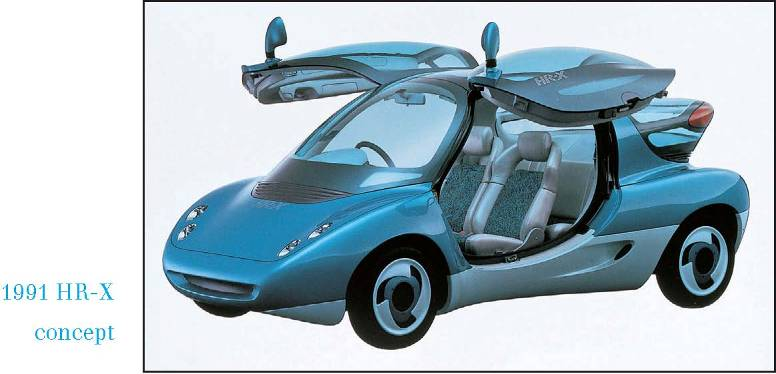 1991 HR-X
concept
HR-X